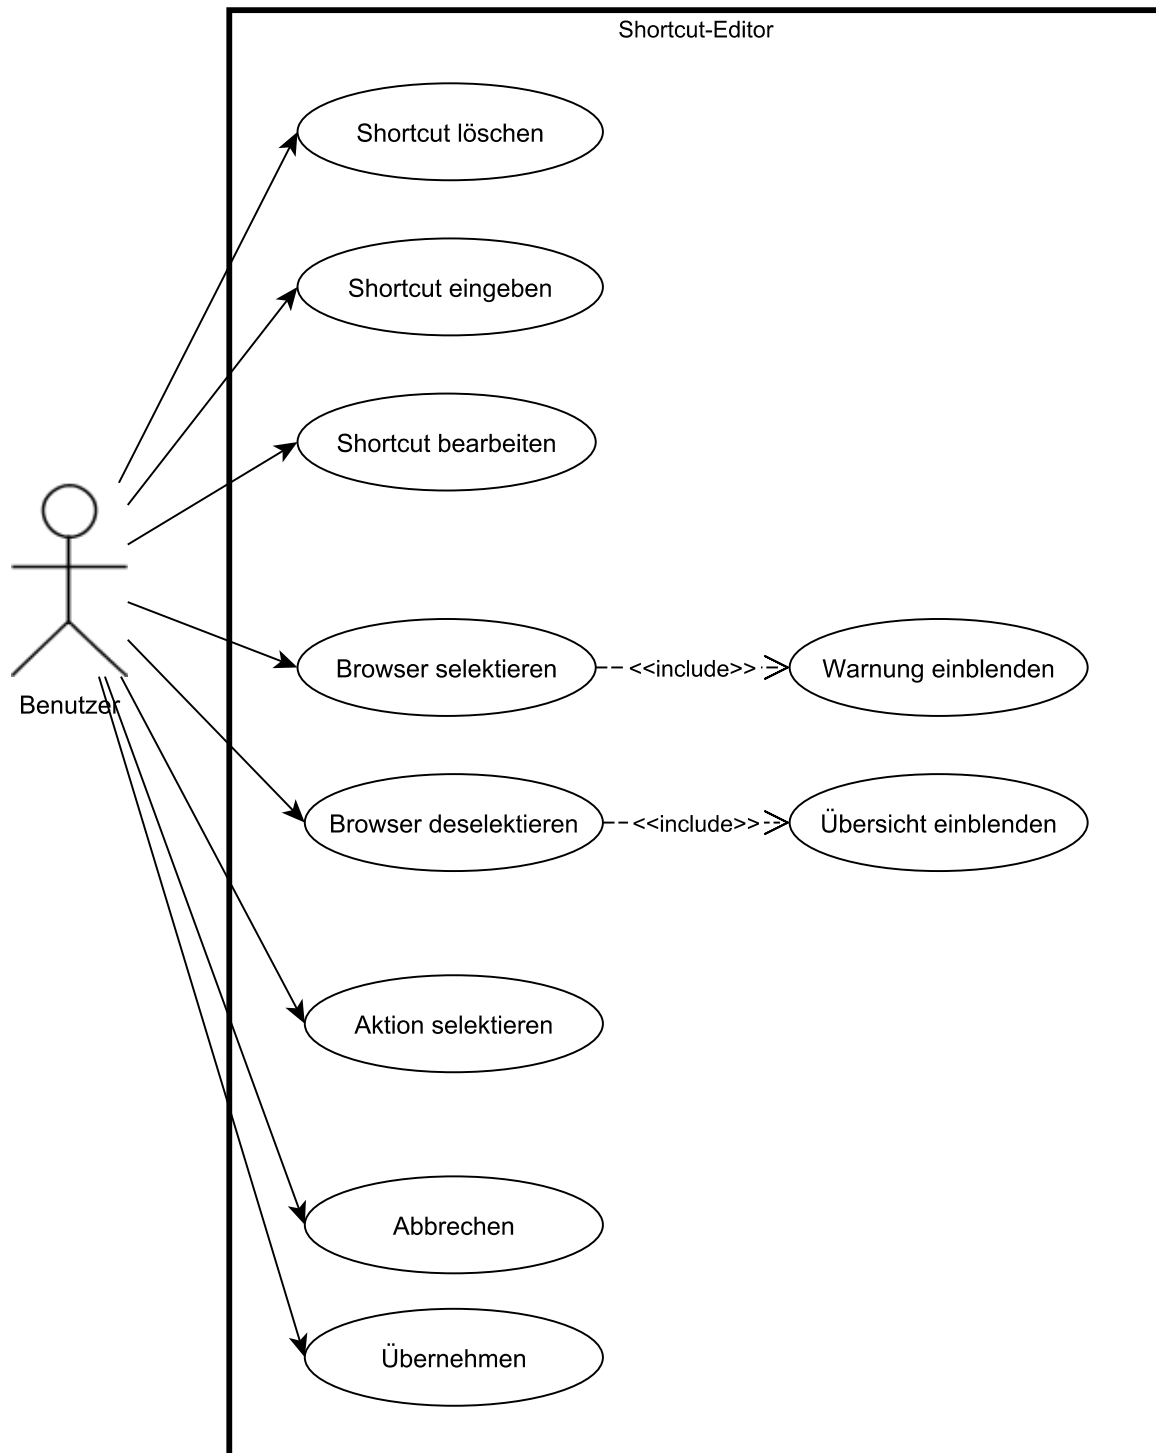 Shortcut-Editor
Shortcut löschen
Shortcut eingeben
Shortcut bearbeiten
Benutzer
Browser selektieren
<<include>>
Warnung einblenden
Browser deselektieren
<<include>>
Übersicht einblenden
Aktion selektieren
Abbrechen
Übernehmen